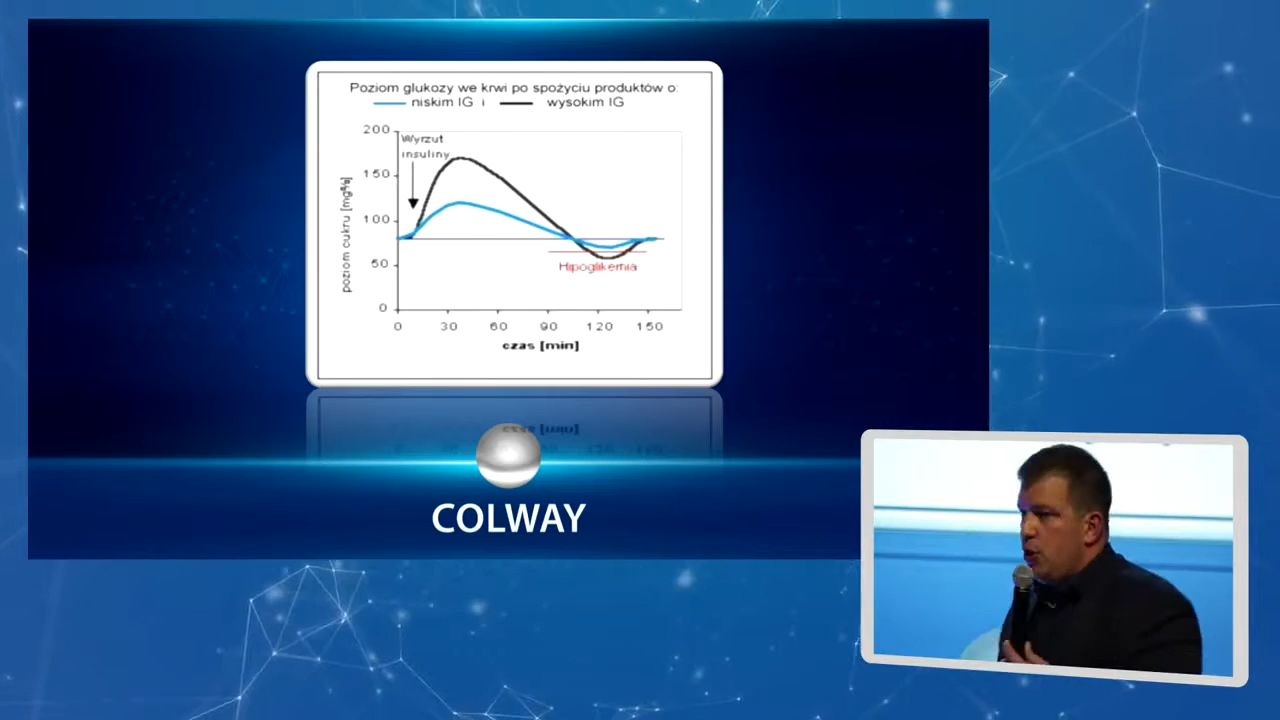 Poziom glukozy we krwi po spożyciu produktów o:
niskim IG i wysokim IG
200
Wyrzut
insuliny
150
100
50
0
poziom cukru [mg%]
Hipoglikemia
0 30 60 90 120 150
czas [min]
COLWAY